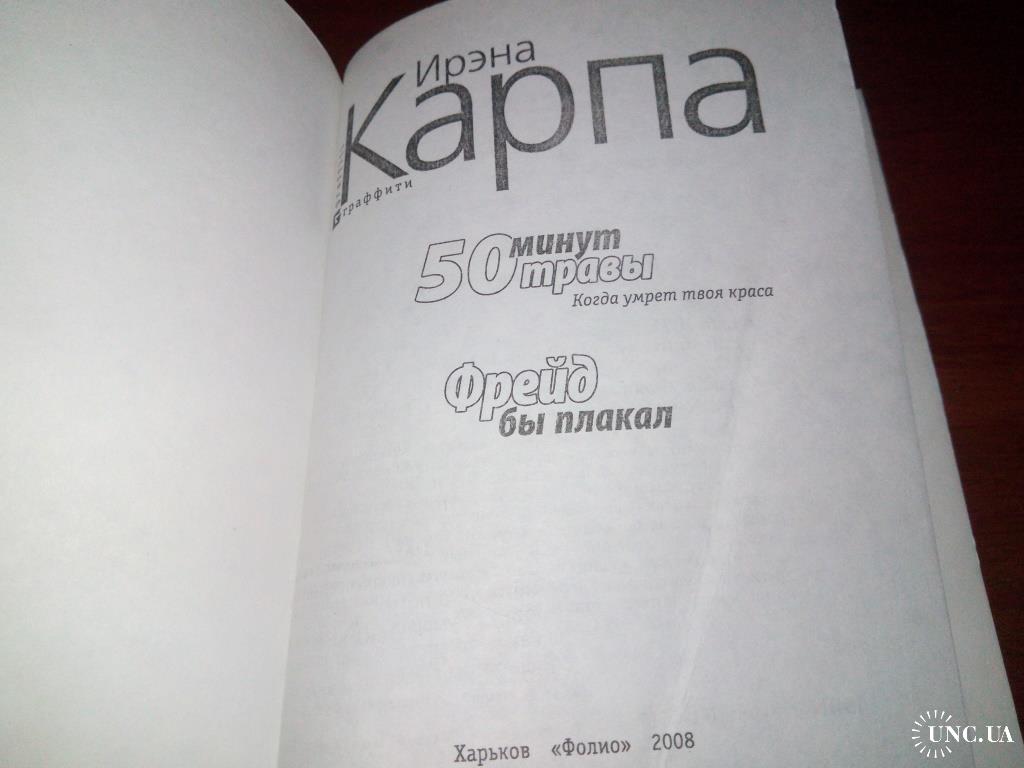 Ирэна
Карпа
граффити
50 минут
травы
Когда умрет твоя краса
Фрейд
бы плакал
Харьков «Фолио» 2008
UNC.UA